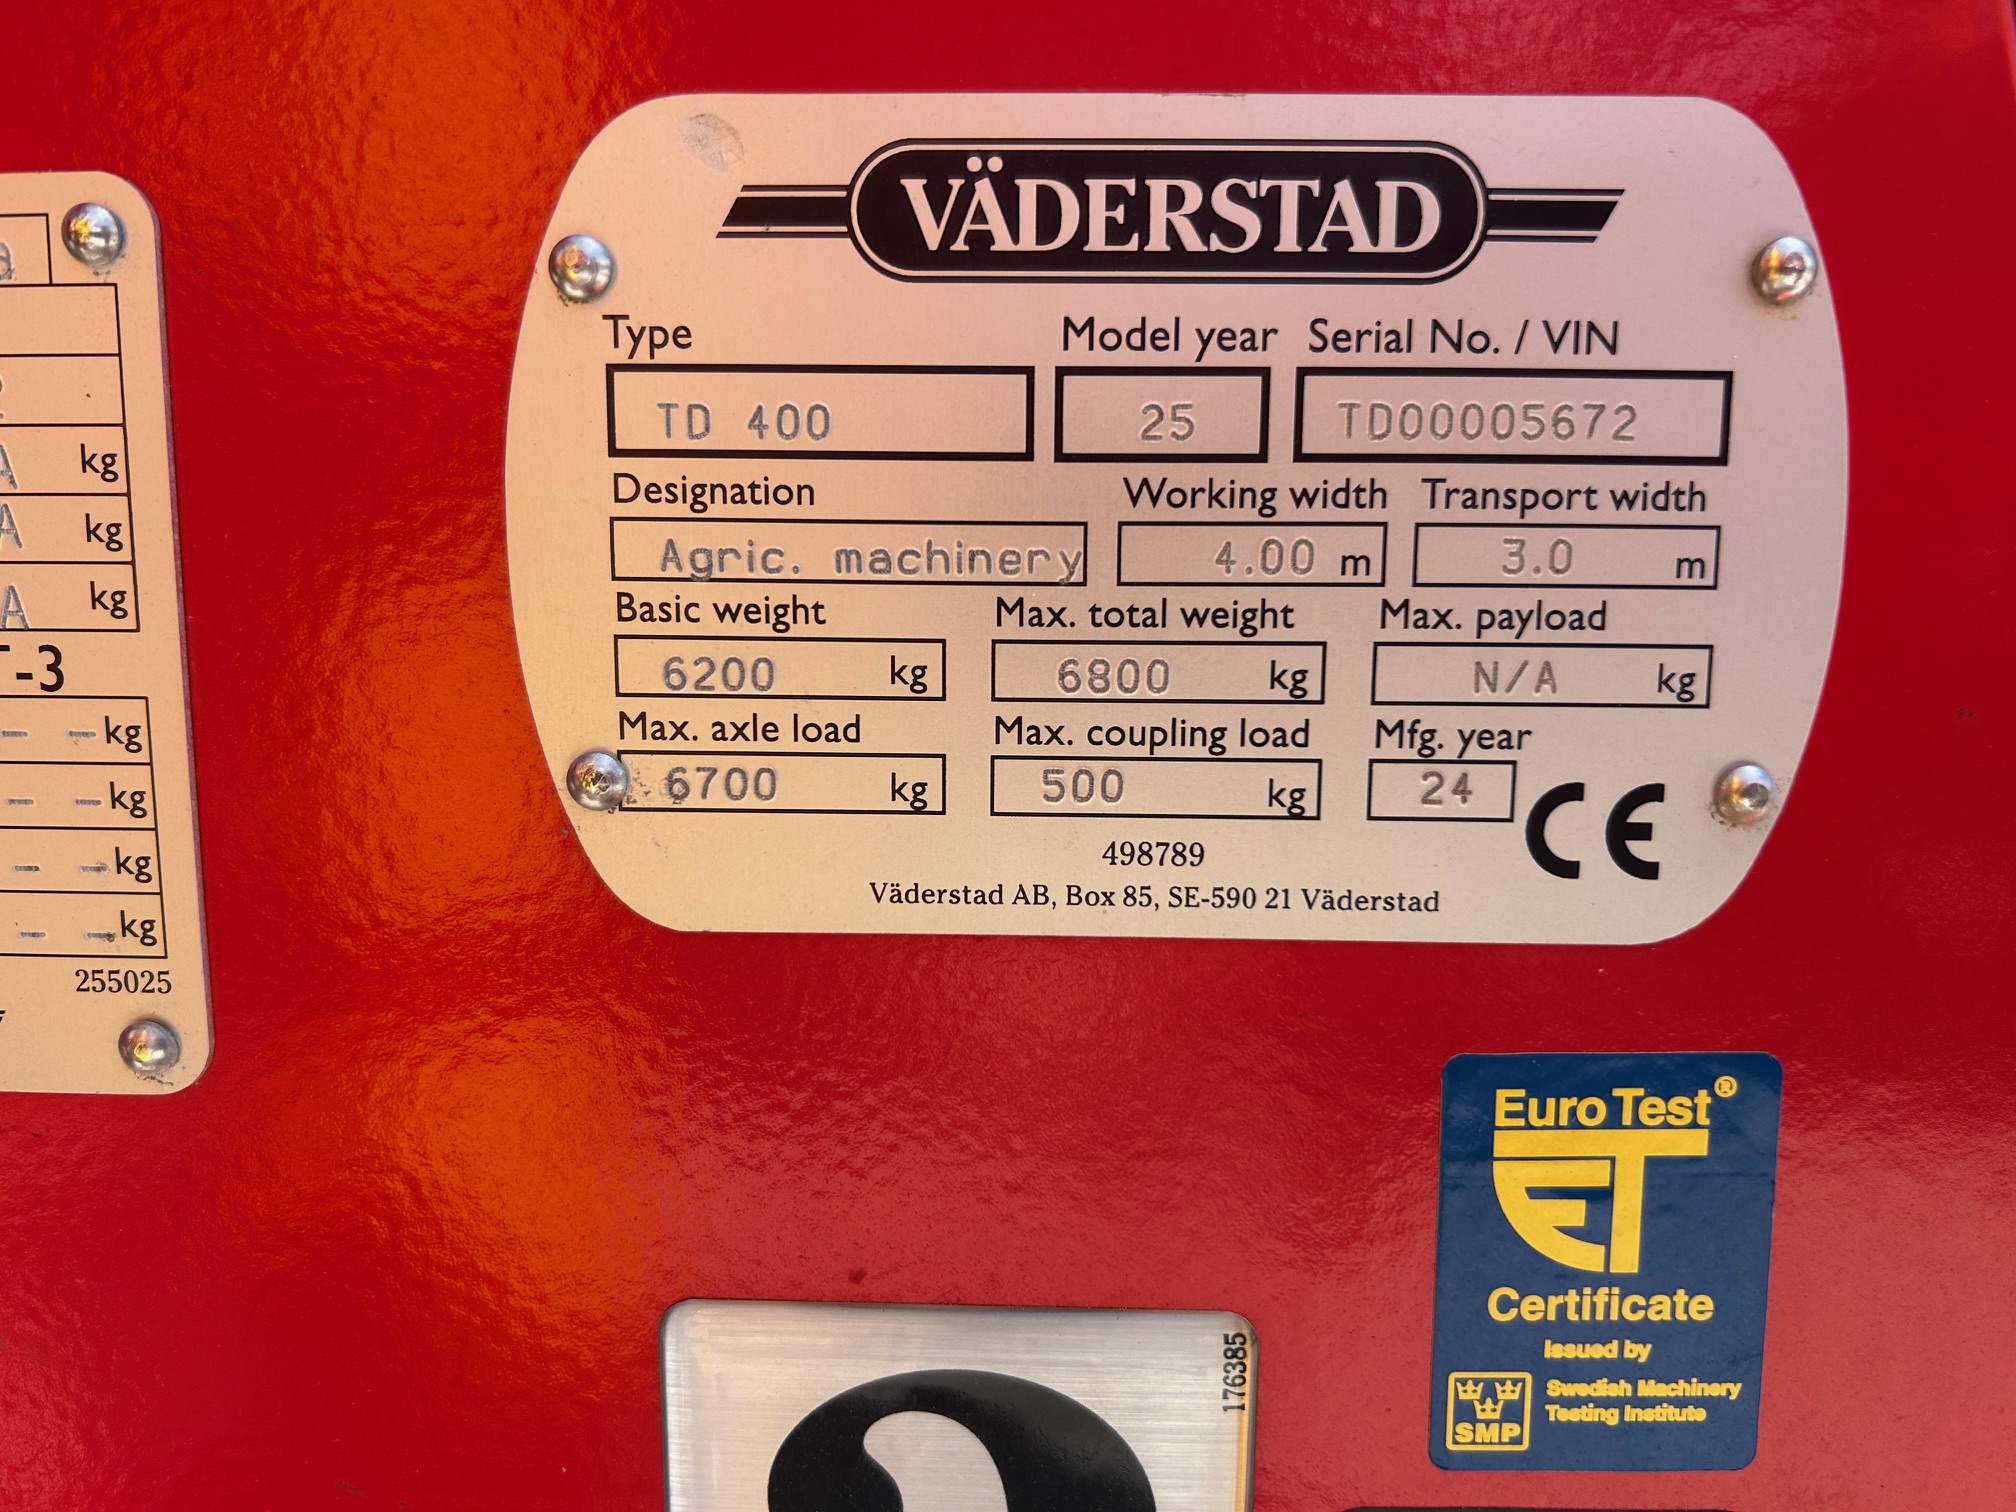 VÄDERSTAD
Type Model year Serial No. / VIN
TD 400 25 TD00005672
Designation Working width Transport width
Agric. machinery 4.00 m 3.0 m
Basic weight Max. total weight Max. payload
6200 kg 6800 kg N/A kg
Max. axle load Max. coupling load Mfg. year
6700 kg 500 kg 24
CE
498789
Väderstad AB, Box 85, SE-590 21 Väderstad
A kg
A kg
A kg
-3
- - kg
- - kg
- - kg
- - kg
255025
Euro Test®
ET
Certificate
issued by
Swedish Machinery
Testing Institute
SMP
176385